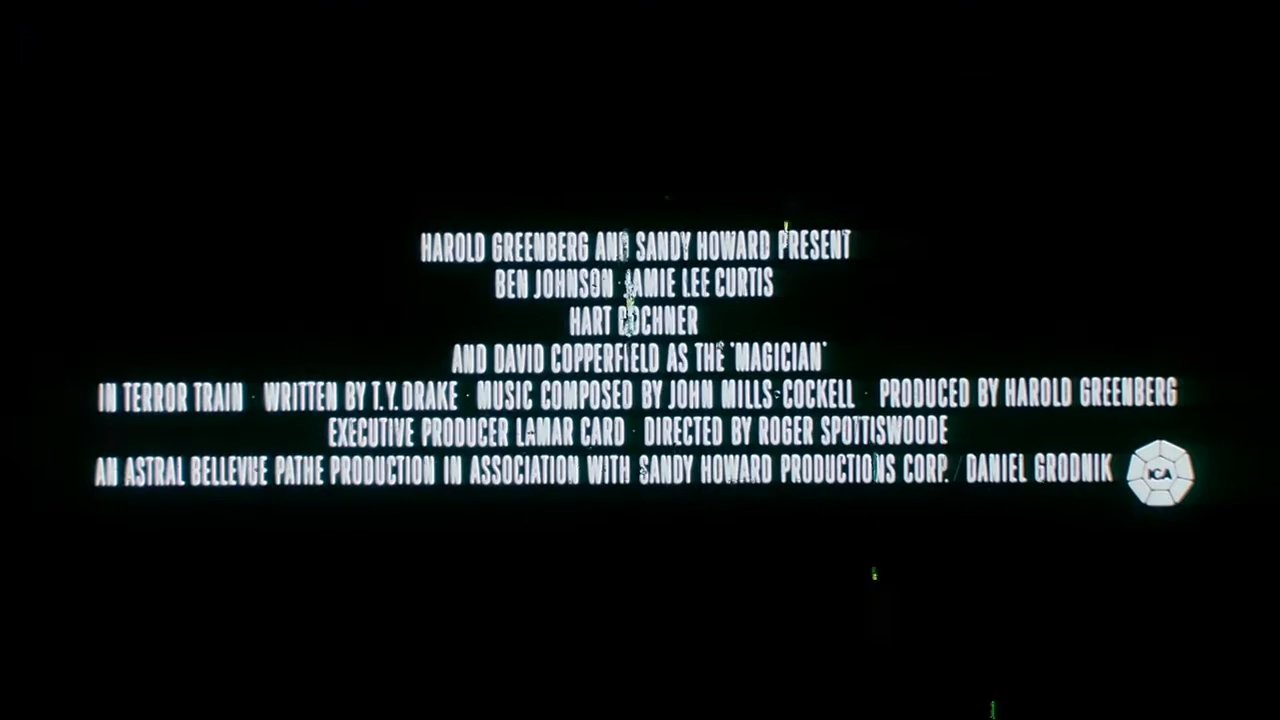 HAROLD GREENBERG AND SANDY HOWARD PRESENT
BEN JOHNSON · JAMIE LEE CURTIS
HART BOCHNER
AND DAVID COPPERFIELD AS THE "MAGICIAN"
IN TERROR TRAIN · WRITTEN BY T.Y. DRAKE · MUSIC COMPOSED BY JOHN MILLS-COCKELL · PRODUCED BY HAROLD GREENBERG
EXECUTIVE PRODUCER LAMAR CARD · DIRECTED BY ROGER SPOTTISWOODE
AN ASTRAL BELLEVUE PATHE PRODUCTION IN ASSOCIATION WITH SANDY HOWARD PRODUCTIONS CORP. / DANIEL GRODNIK
ICA